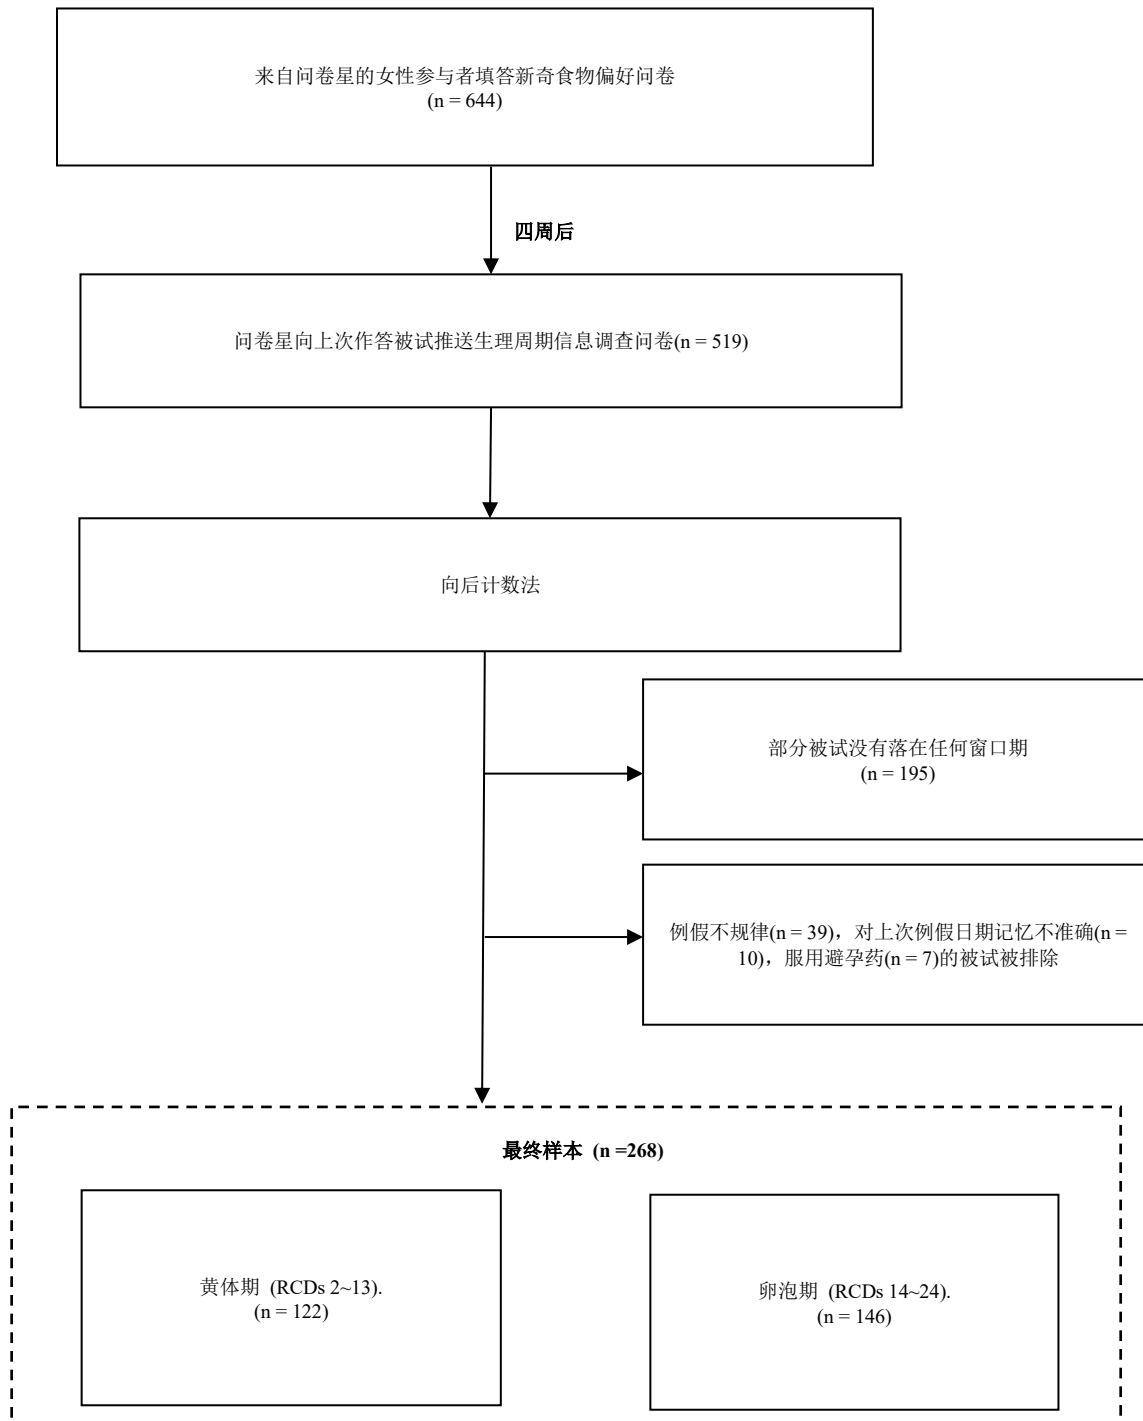 来自问卷星的女性参与者填答新奇食物偏好问卷
(n = 644)
四周后
问卷星向上次作答被试推送生理周期信息调查问卷(n = 519)
向后计数法
部分被试没有落在任何窗口期
(n = 195)
例假不规律(n = 39)，对上次例假日期记忆不准确(n =
10)，服用避孕药(n = 7)的被试被排除
最终样本 (n =268)
黄体期 (RCDs 2~13).
(n = 122)
卵泡期 (RCDs 14~24).
(n = 146)